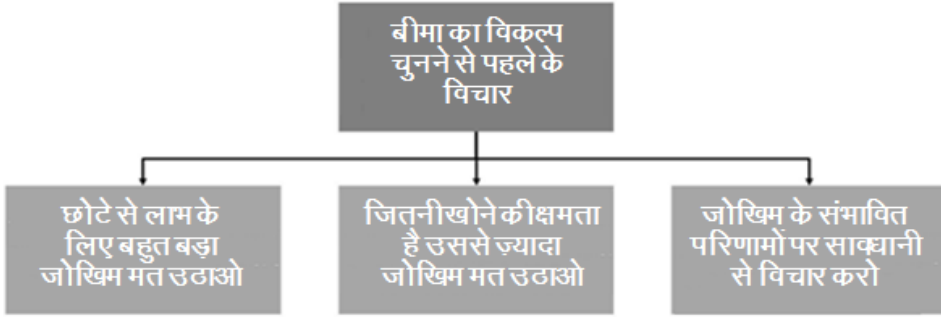 बीमा का विकल्प
चुनने से पहले के
विचार
छोटे से लाभ के
लिए बहुत बड़ा
जोखिम मत उठाओ
जितनी खोने की क्षमता
है उससे ज़्यादा
जोखिम मत उठाओ
जोखिम के संभावित
परिणामों पर सावधानी
से विचार करो